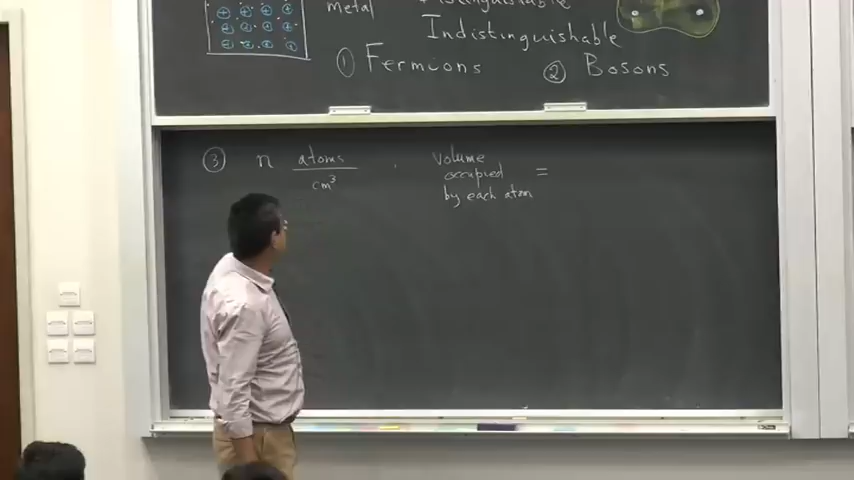 metal
Indistinguishable
① Fermions ② Bosons
③ n atoms / cm³ · Volume occupied by each atom =